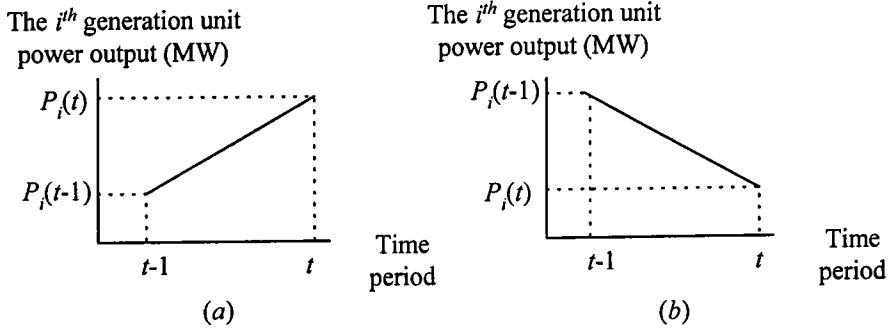 The i^th generation unit
power output (MW)
P_i(t)
P_i(t-1)
t-1
t
Time
period
(a)
The i^th generation unit
power output (MW)
P_i(t-1)
P_i(t)
t-1
t
Time
period
(b)